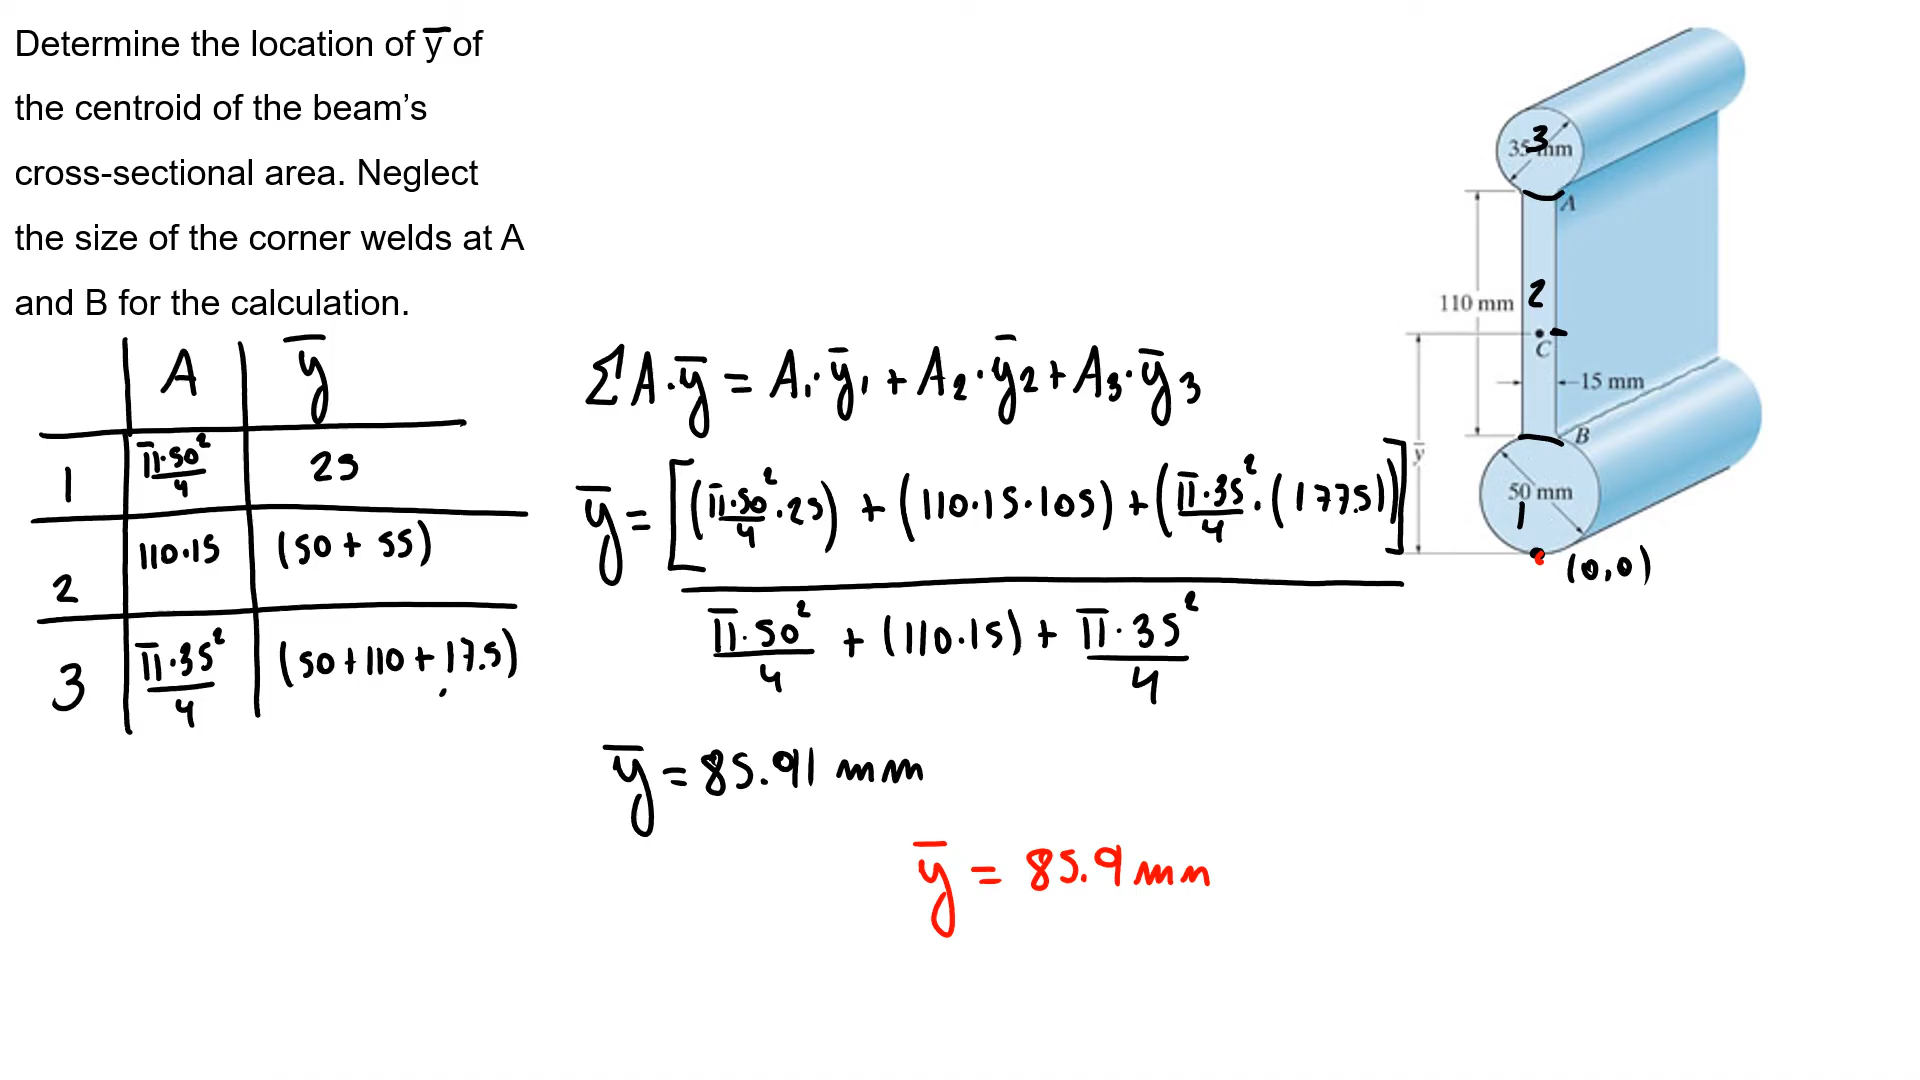 Determine the location of y̅ of
the centroid of the beam's
cross-sectional area. Neglect
the size of the corner welds at A
and B for the calculation.
A y̅
1 π·50²/4 25
2 110·15 (50 + 55)
3 π·35²/4 (50+110+17.5)
ΣA·y̅ = A₁·y̅₁ + A₂·y̅₂ + A₃·y̅₃
y̅ = [(π·50²/4·25) + (110·15·105) + (π·35²/4·(177.5))]
π·50²/4 + (110·15) + π·35²/4
y̅ = 85.91 mm
y̅ = 85.9 mm
3
35 mm
A
110 mm
2
C
15 mm
B
y̅
50 mm
1
(0,0)